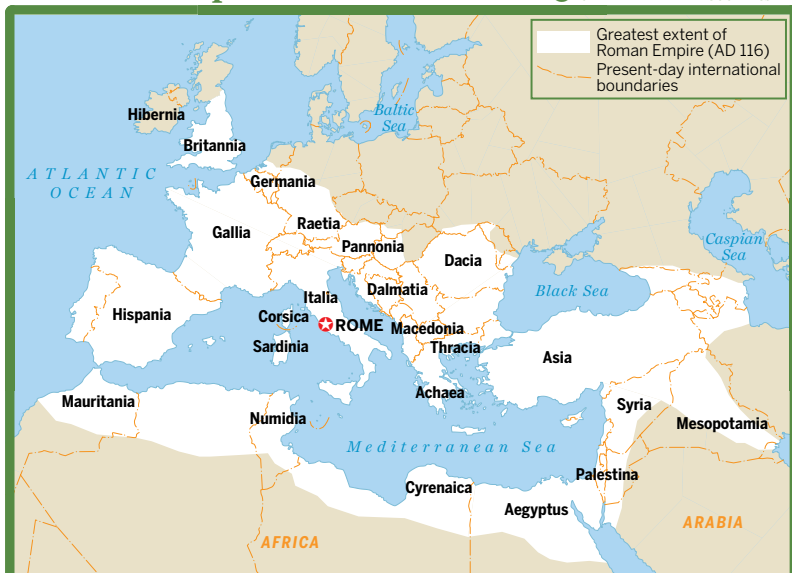 Greatest extent of
Roman Empire (AD 116)
Present-day international
boundaries
Hibernia
Baltic
Sea
Britannia
ATLANTIC
OCEAN
Germania
Raetia
Gallia
Pannonia
Dacia
Caspian
Sea
Dalmatia
Black Sea
Italia
Hispania
Corsica
ROME
Macedonia
Sardinia
Thracia
Asia
Achaea
Mauritania
Numidia
Syria
Mesopotamia
Mediterranean Sea
Palestina
Cyrenaica
Aegyptus
ARABIA
AFRICA